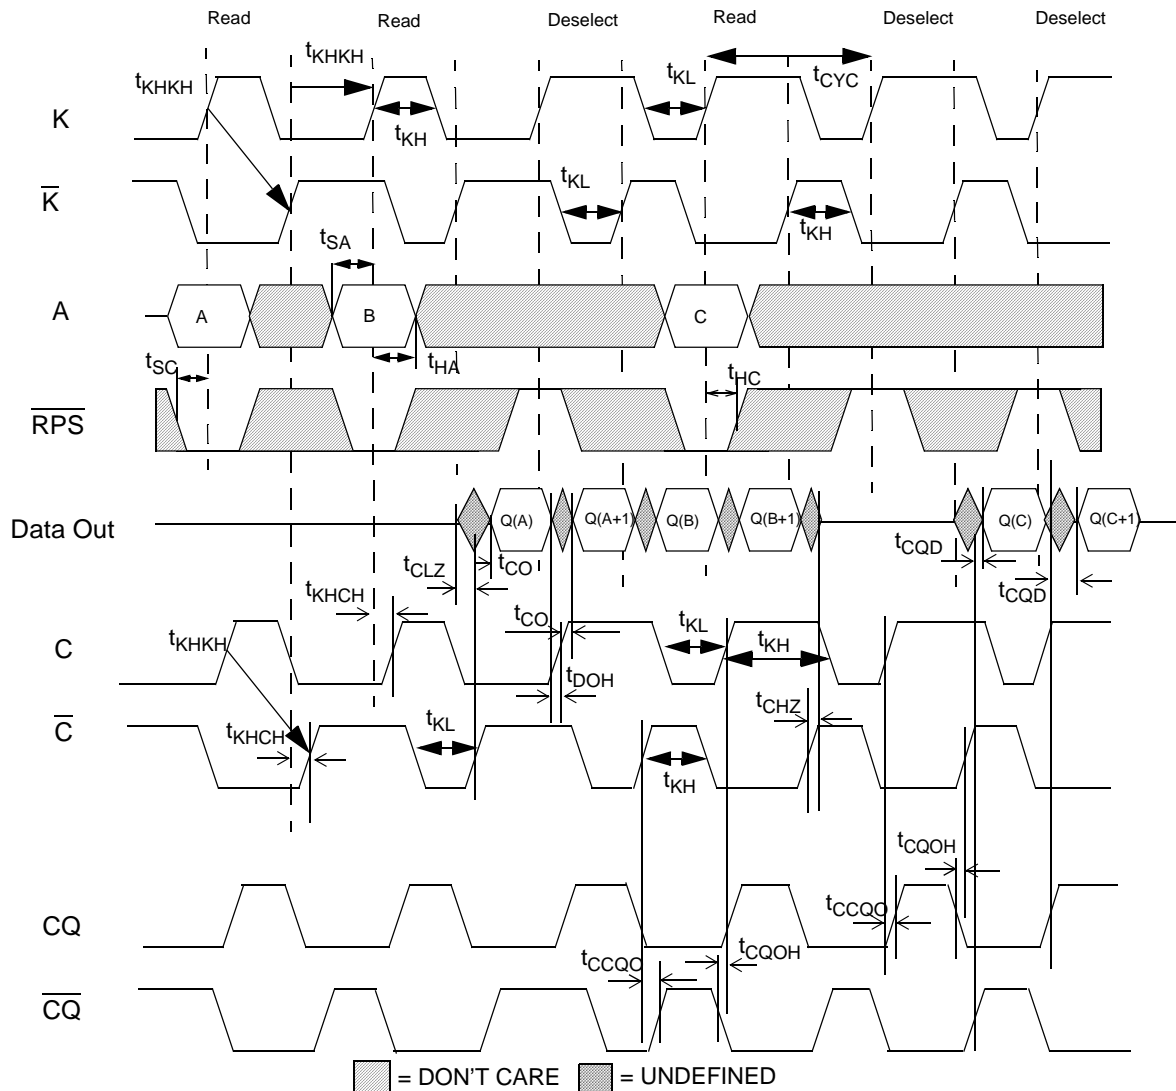 Read Read Deselect Read Deselect Deselect
tKHKH
tKHKH
tKL
tCYC
K
tKH
K̅
tKL
tKH
tSA
A
A B C
tSC
tHA
tHC
R̅P̅S̅
Data Out
Q(A) Q(A+1) Q(B) Q(B+1) Q(C) Q(C+1
tCLZ
tCO
tCQD
tCQD
tKHCH
tCO
tKHKH
tKL
tKH
C
tDOH
C̅
tKHCH
tKL
tCHZ
tKH
tCQOH
CQ
tCCQO
tCCQO
tCQOH
C̅Q̅
= DON'T CARE = UNDEFINED